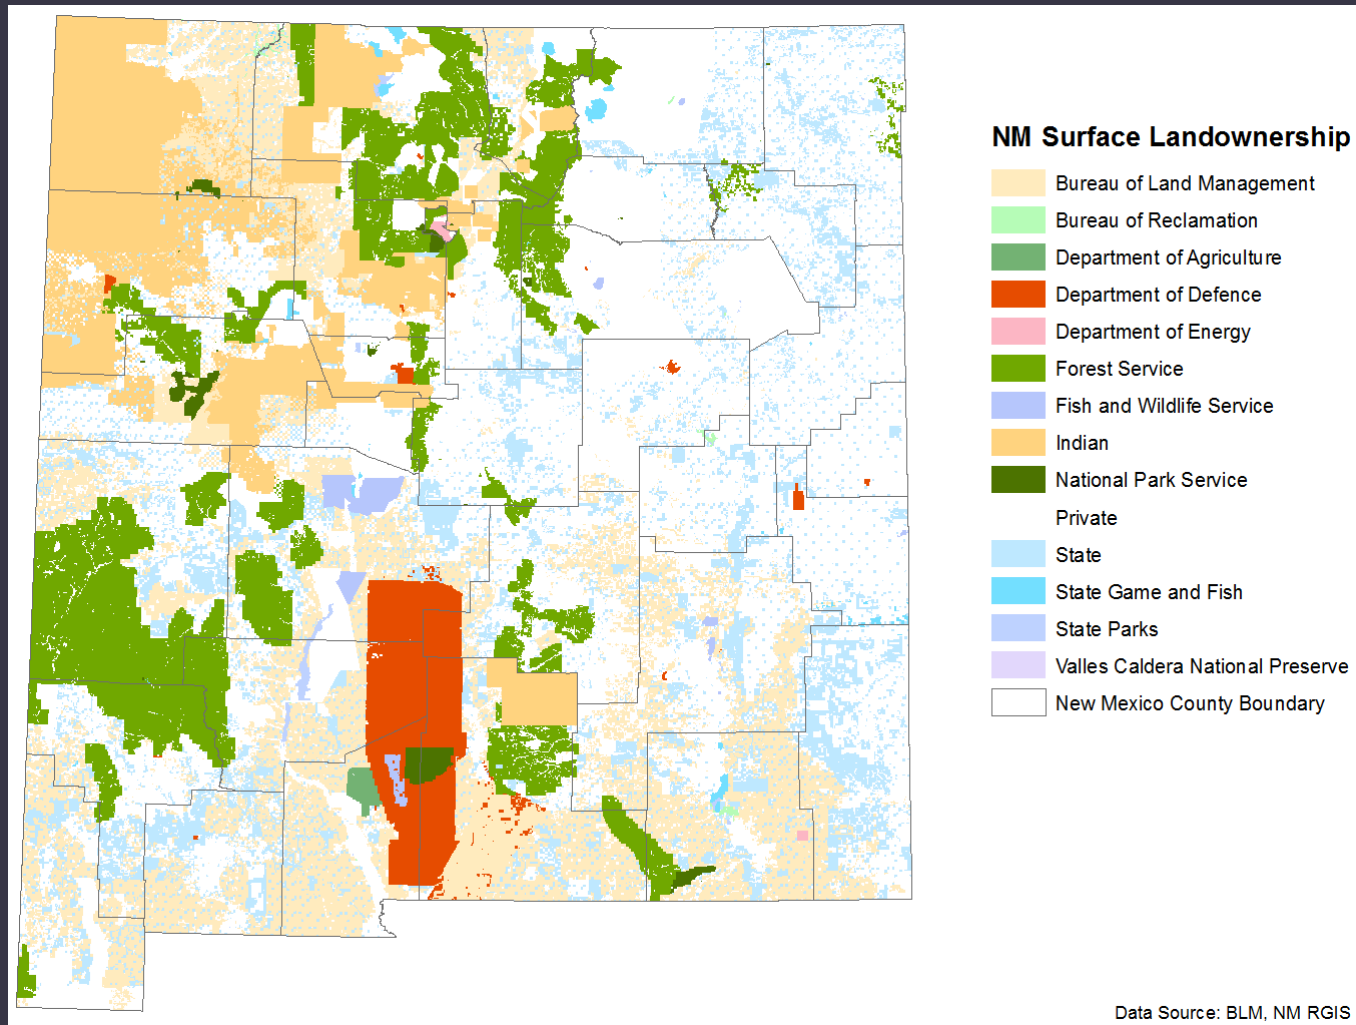 NM Surface Landownership
Bureau of Land Management
Bureau of Reclamation
Department of Agriculture
Department of Defence
Department of Energy
Forest Service
Fish and Wildlife Service
Indian
National Park Service
Private
State
State Game and Fish
State Parks
Valles Caldera National Preserve
New Mexico County Boundary
Data Source: BLM, NM RGIS